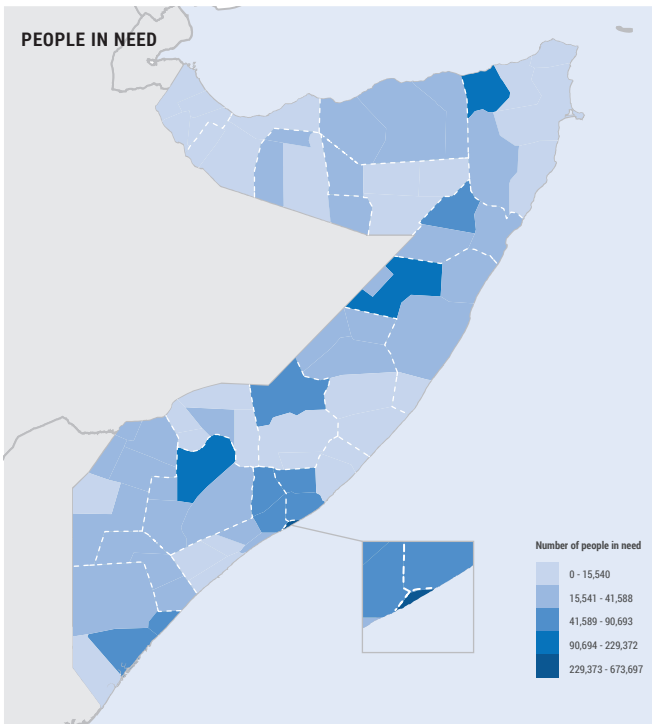 PEOPLE IN NEED
Number of people in need
0 - 15,540
15,541 - 41,588
41,589 - 90,693
90,694 - 229,372
229,373 - 673,697